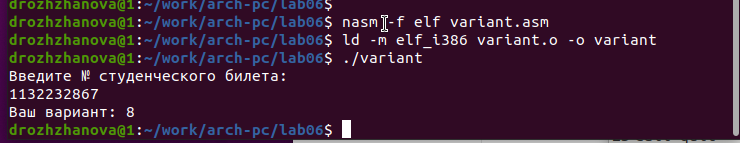 drozhzhanova@1:~/work/arch-pc/lab06$
drozhzhanova@1:~/work/arch-pc/lab06$ nasm -f elf variant.asm
drozhzhanova@1:~/work/arch-pc/lab06$ ld -m elf_i386 variant.o -o variant
drozhzhanova@1:~/work/arch-pc/lab06$ ./variant
Введите № студенческого билета:
1132232867
Ваш вариант: 8
drozhzhanova@1:~/work/arch-pc/lab06$